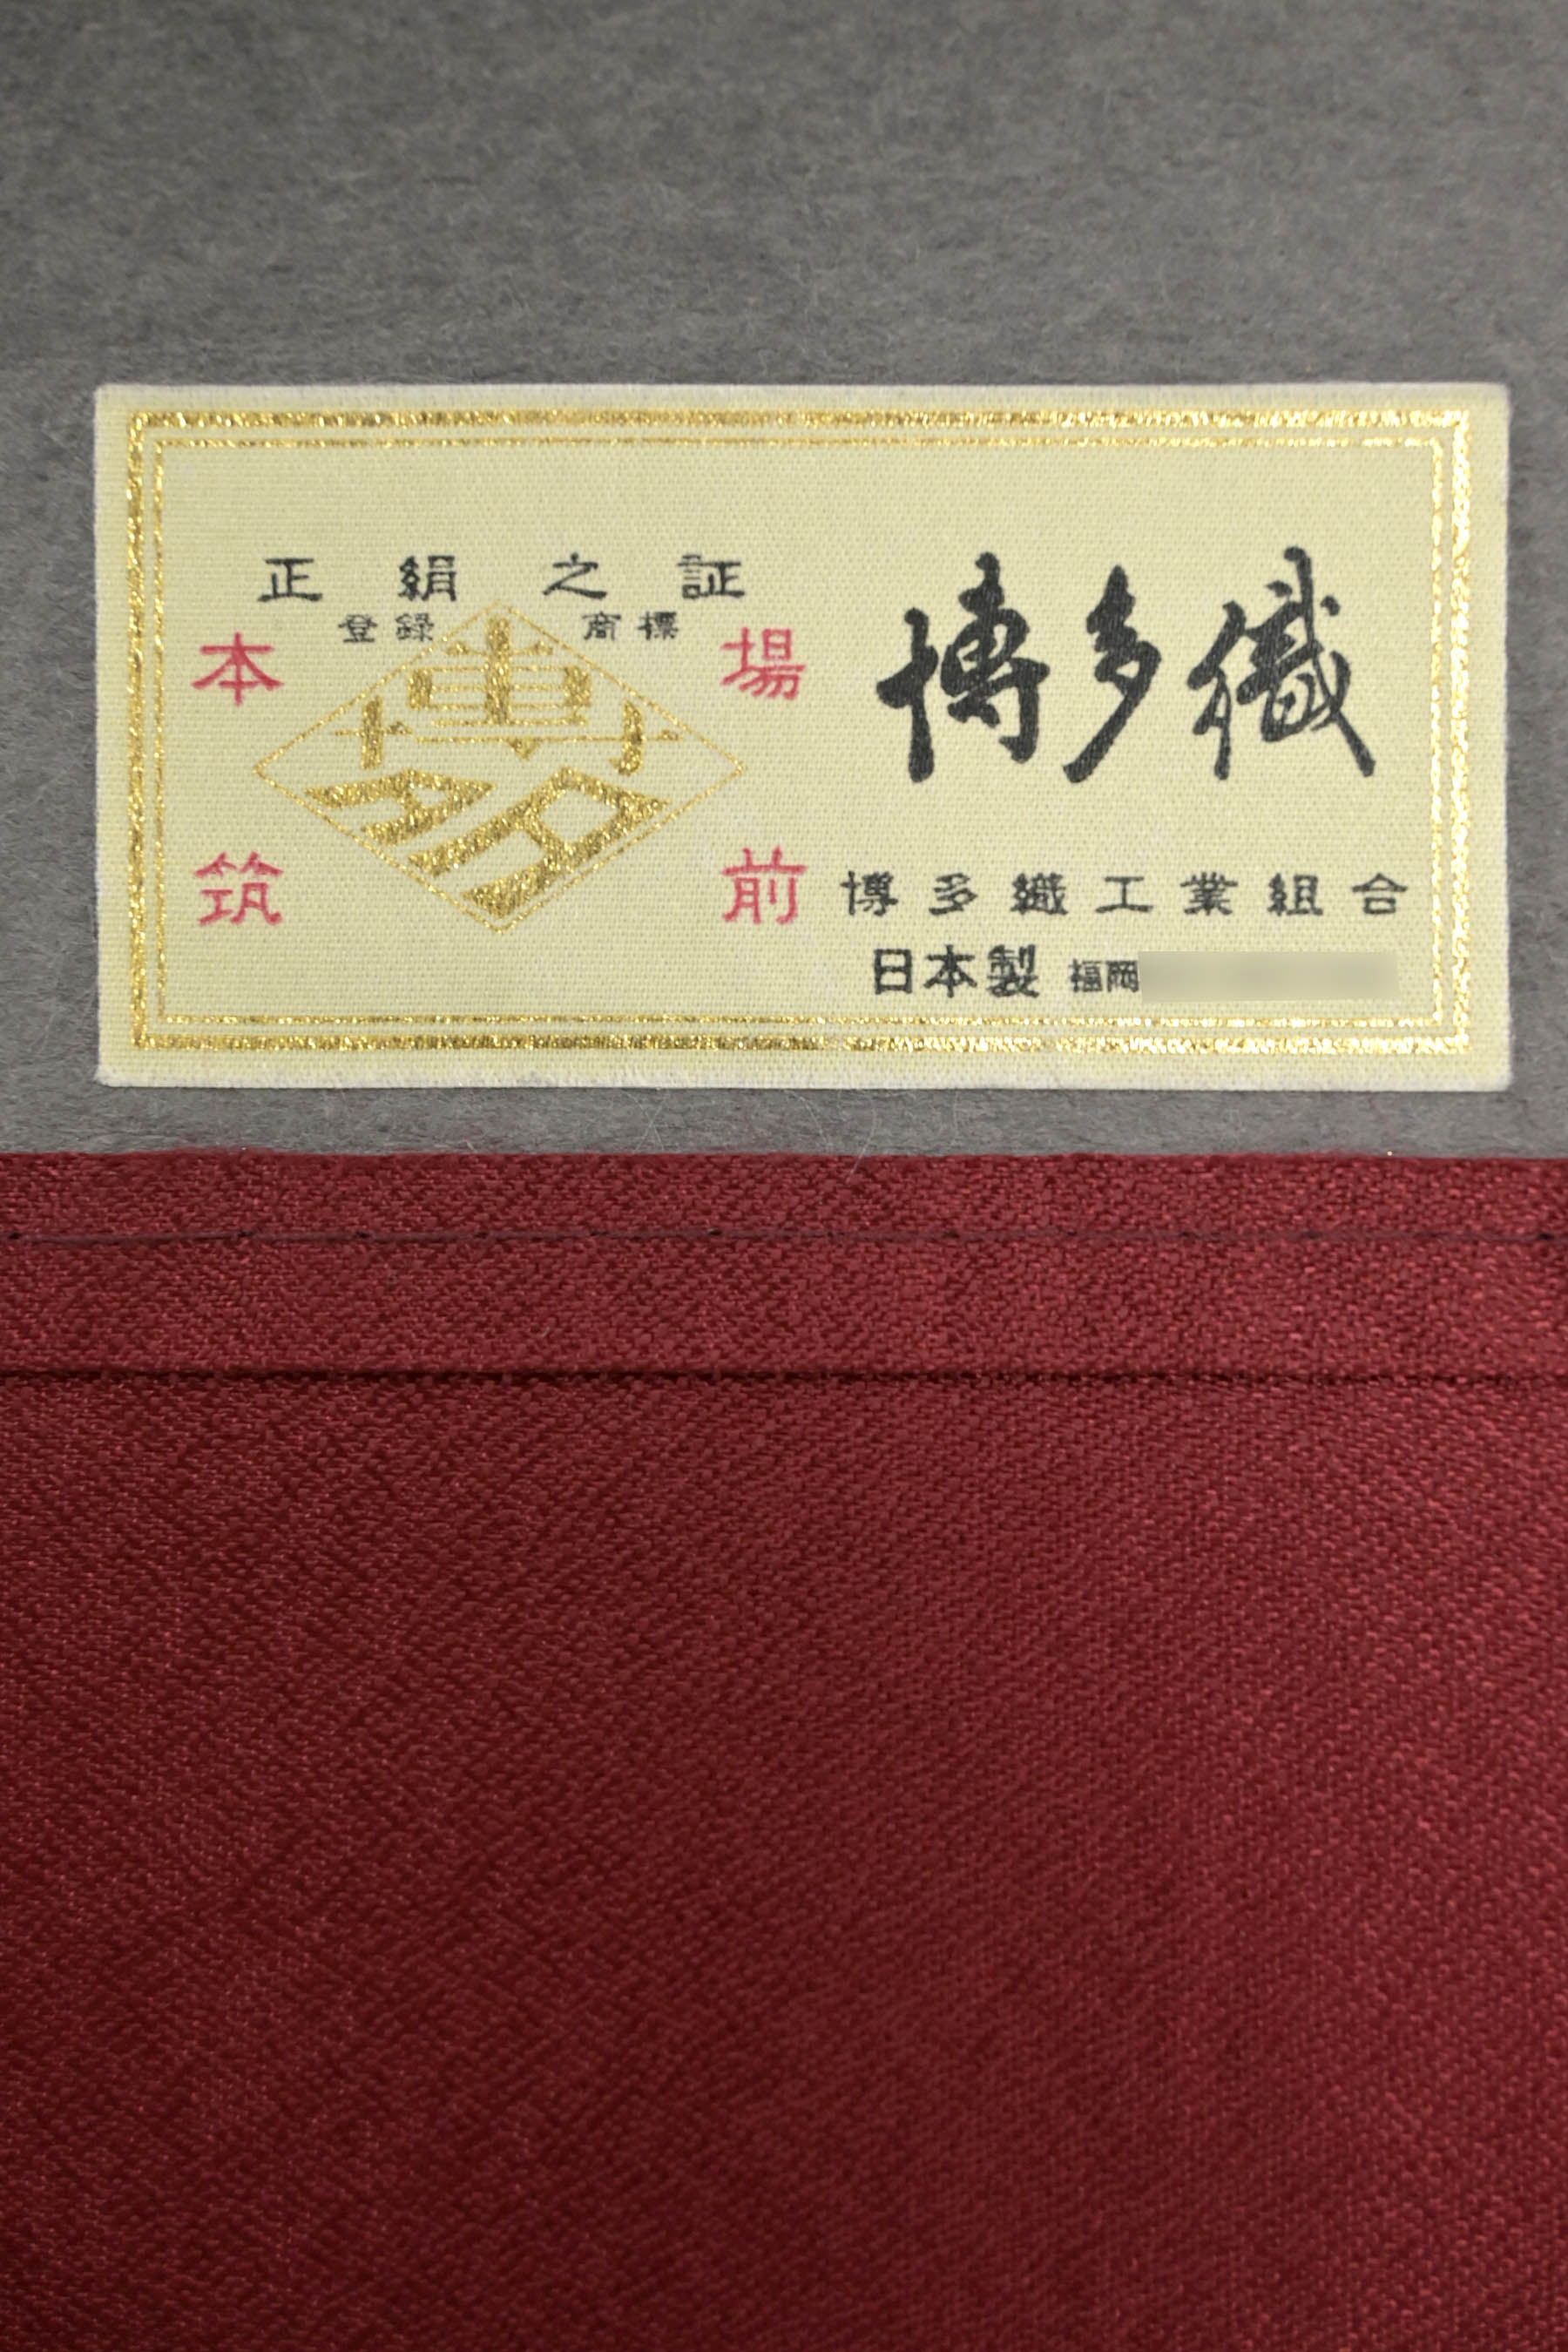 正絹之証
登録 商標
本 場
博多
筑 前
博多織
博多織工業組合
日本製 福岡